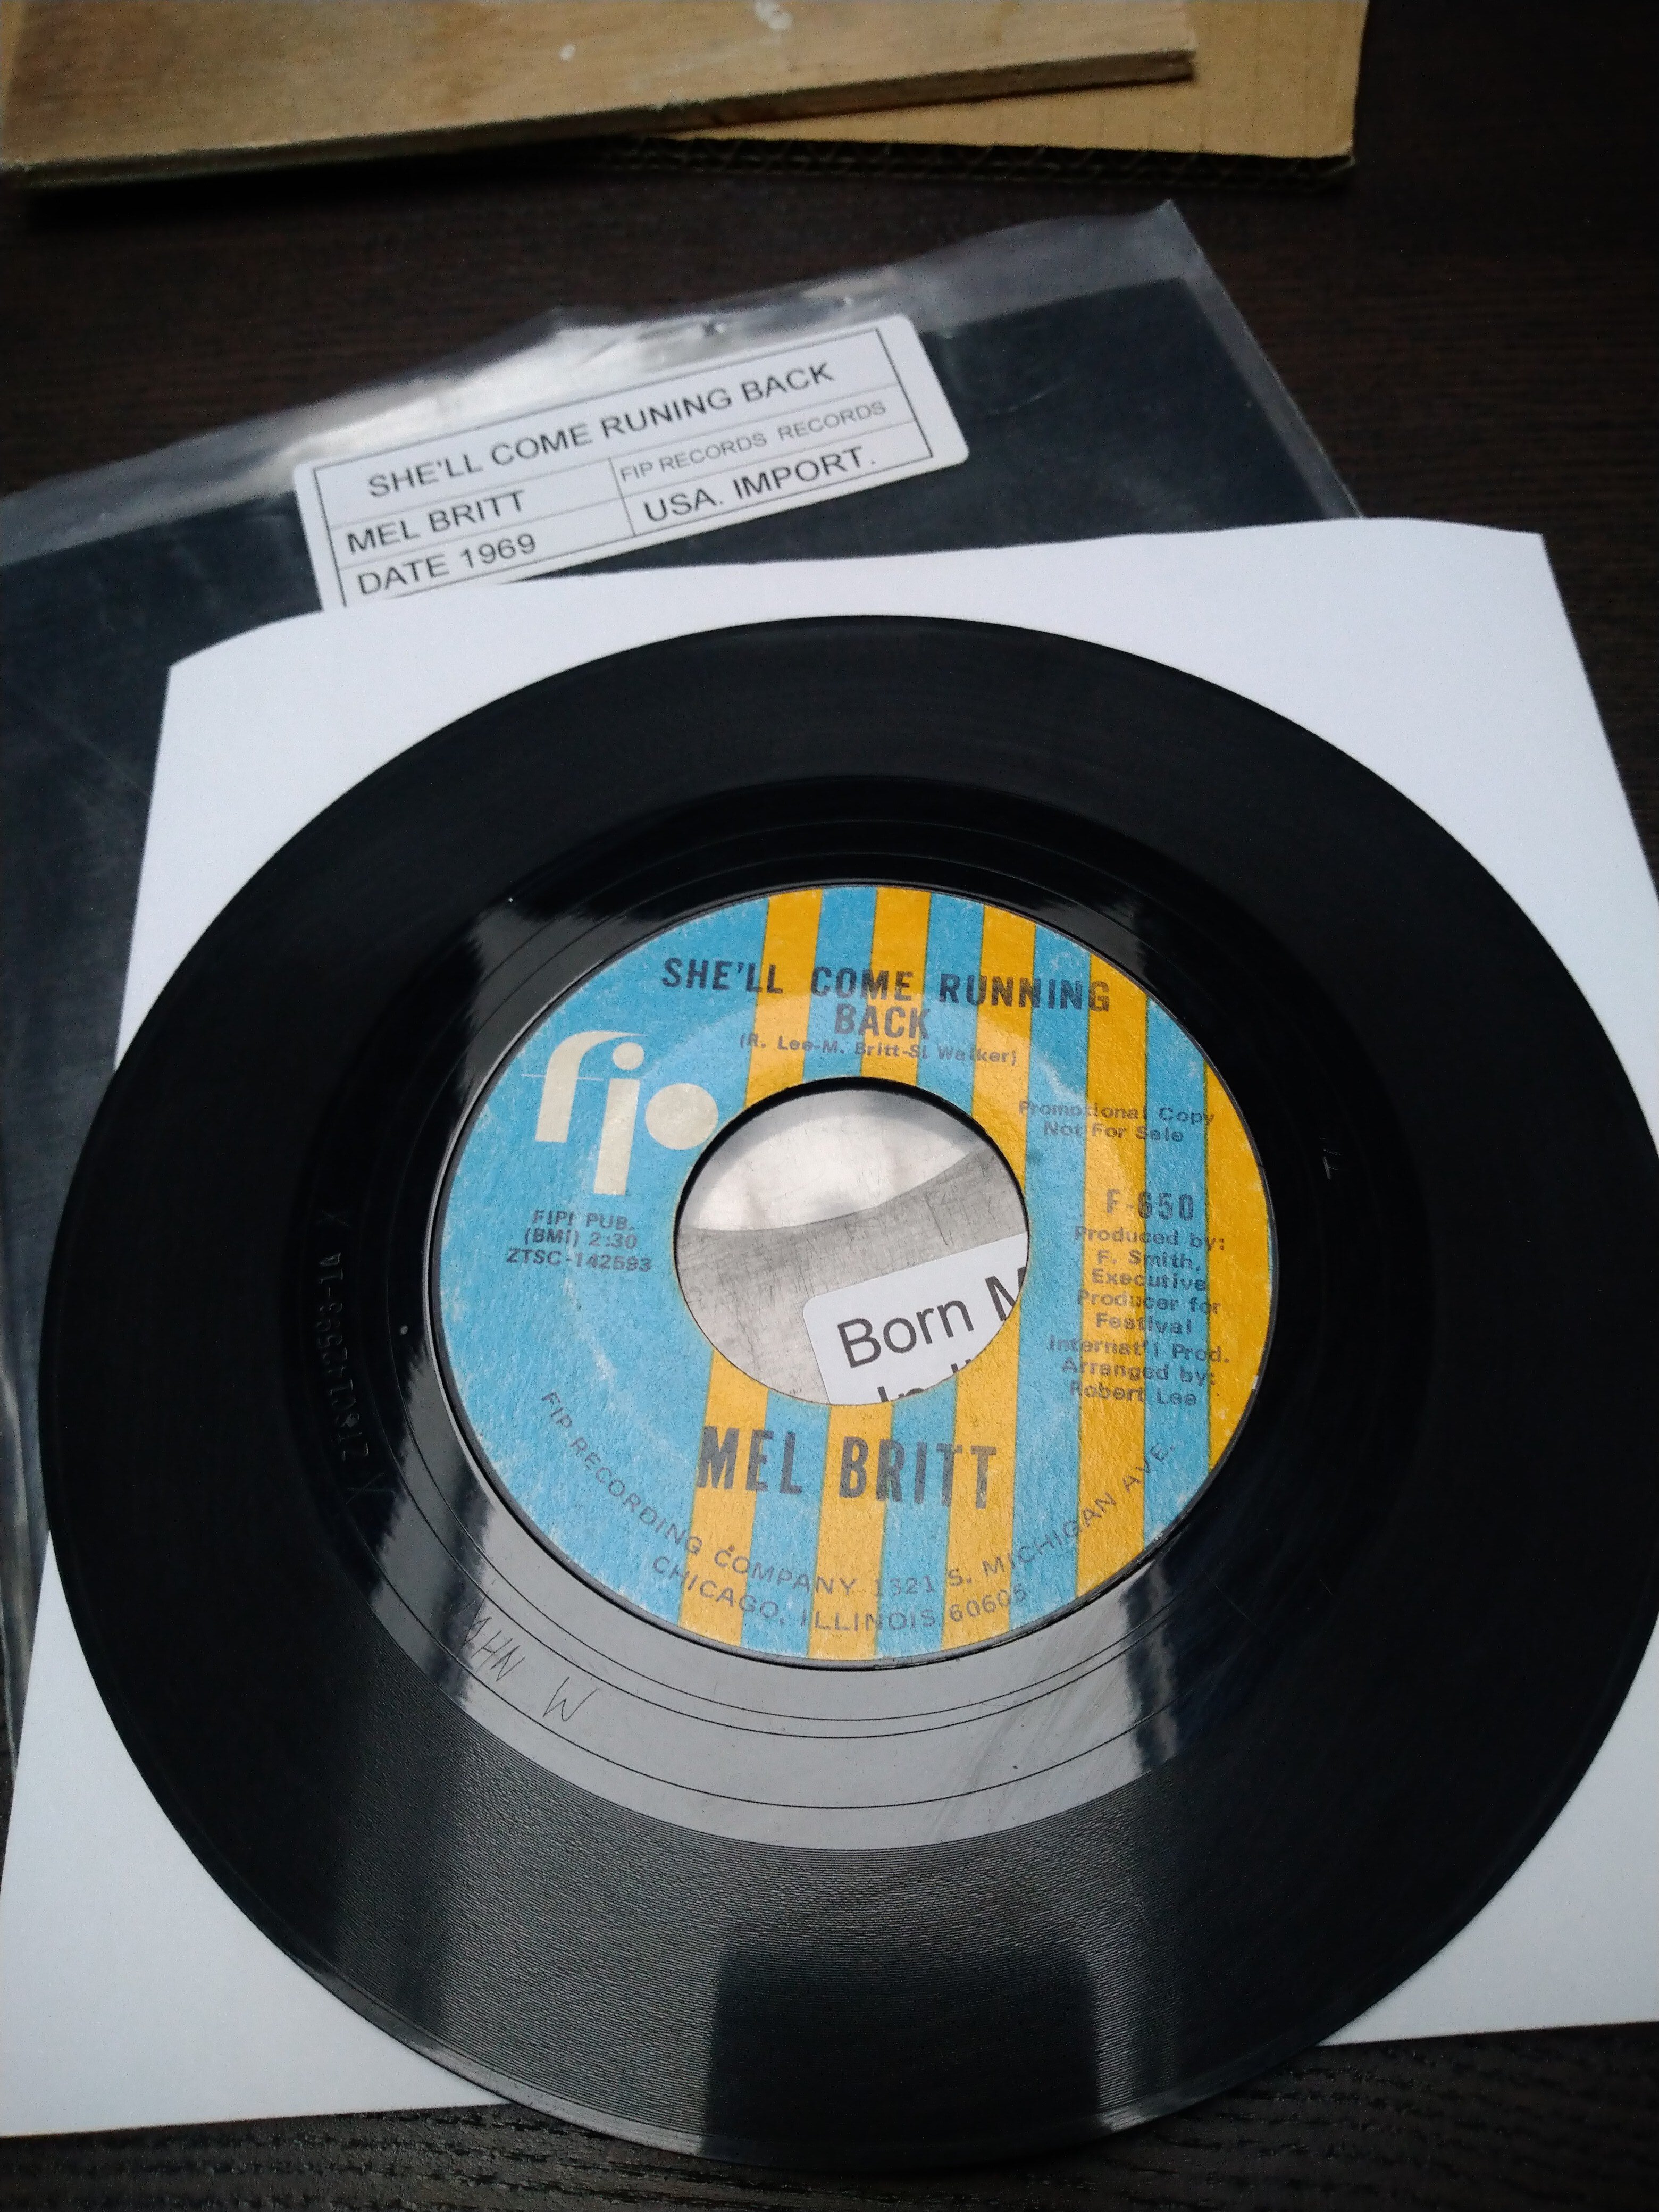 SHE'LL COME RUNING BACK
MEL BRITT
FIP RECORDS RECORDS
DATE 1969
USA. IMPORT.
SHE'LL COME RUNNING
BACK
(R. Lee-M. Britt-S. Walker)
fip
Promotional Copy
Not For Sale
FIPI PUB.
(BMI) 2:30
ZTSC-142593
F-650
Produced by:
F. Smith,
Executive
Producer for
Festival
Internat'l Prod.
Arranged by:
Robert Lee
Born
MEL BRITT
FIP RECORDING COMPANY 1321 S. MICHIGAN AVE.
CHICAGO, ILLINOIS 60605
W